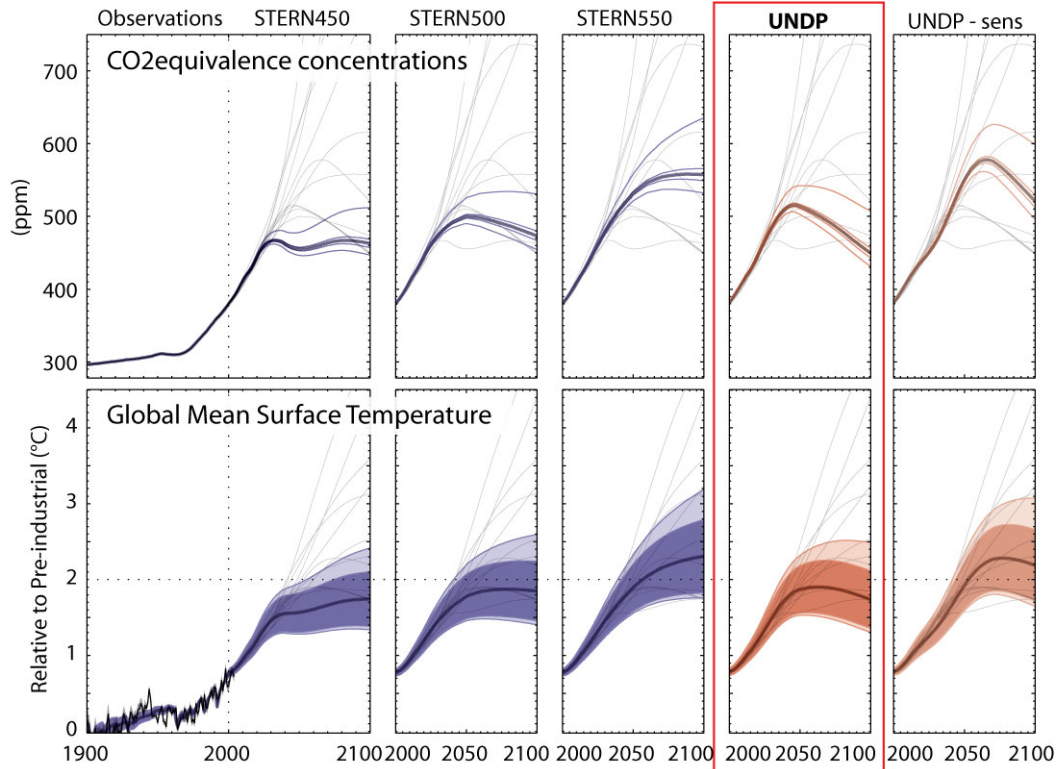 Observations STERN450 STERN500 STERN550 UNDP UNDP - sens
CO2equivalence concentrations
700
600
500
400
300
(ppm)
Global Mean Surface Temperature
4
3
2
1
0
Relative to Pre-industrial (°C)
1900 2000 2100 2000 2050 2100 2000 2050 2100 2000 2050 2100 2000 2050 2100